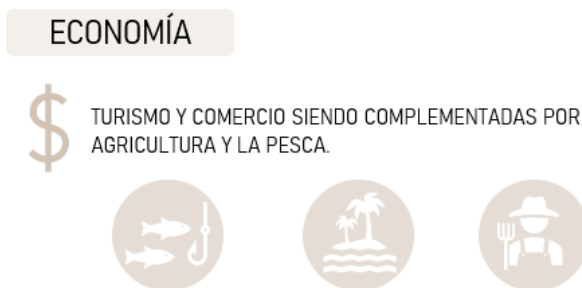 ECONOMÍA
$ TURISMO Y COMERCIO SIENDO COMPLEMENTADAS POR
AGRICULTURA Y LA PESCA.